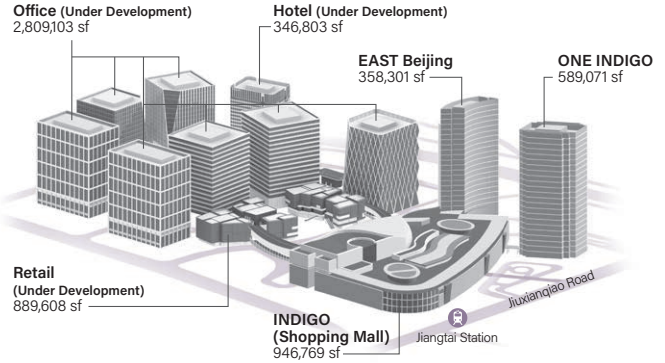 Office (Under Development)
2,809,103 sf
Hotel (Under Development)
346,803 sf
EAST Beijing
358,301 sf
ONE INDIGO
589,071 sf
Retail
(Under Development)
889,608 sf
INDIGO
(Shopping Mall)
946,769 sf
Jiangtai Station
Jiuxianqiao Road